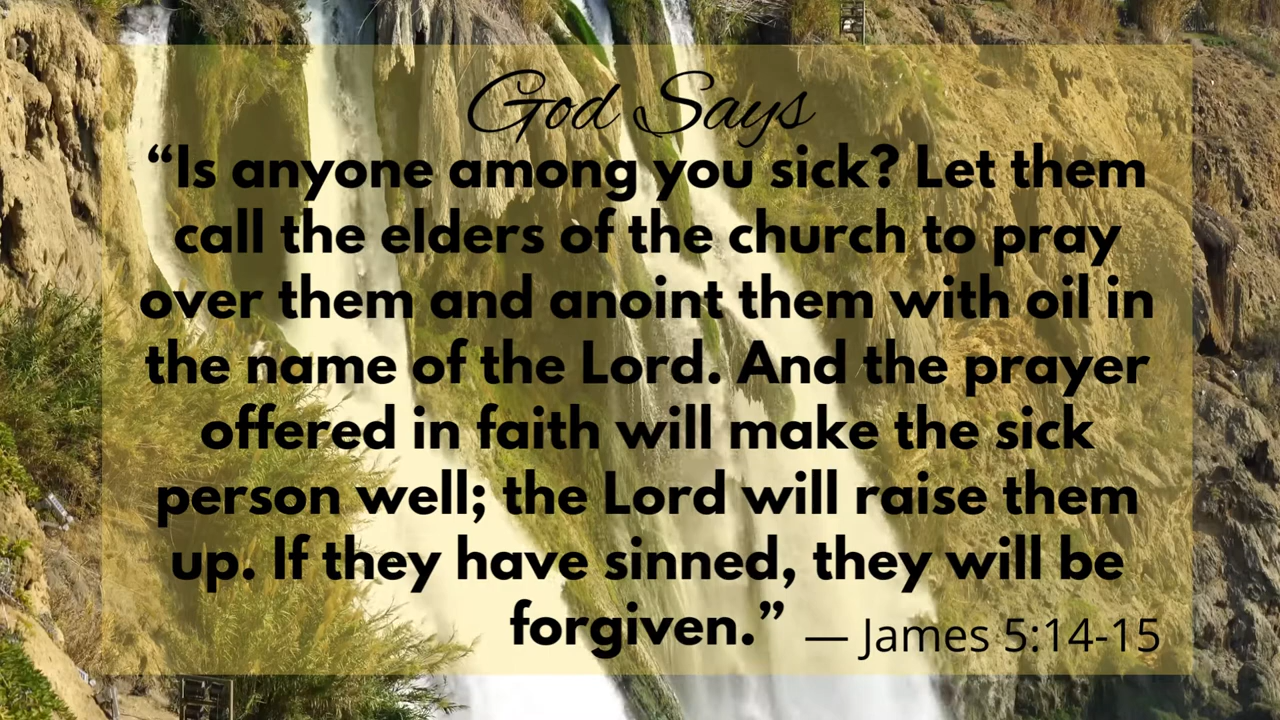 God Says
“Is anyone among you sick? Let them
call the elders of the church to pray
over them and anoint them with oil in
the name of the Lord. And the prayer
offered in faith will make the sick
person well; the Lord will raise them
up. If they have sinned, they will be
forgiven.” — James 5:14-15